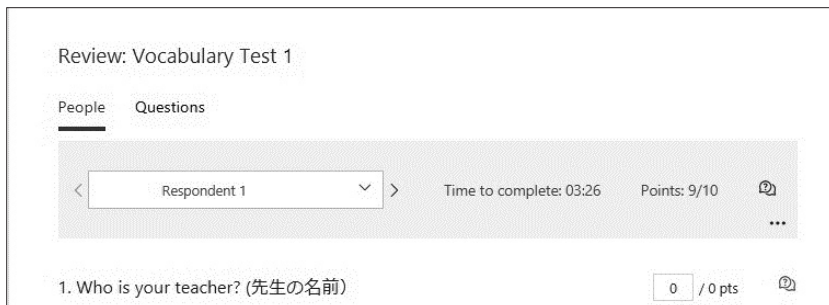 Review: Vocabulary Test 1
People Questions
Respondent 1 Time to complete: 03:26 Points: 9/10
1. Who is your teacher? (先生の名前） 0 / 0 pts